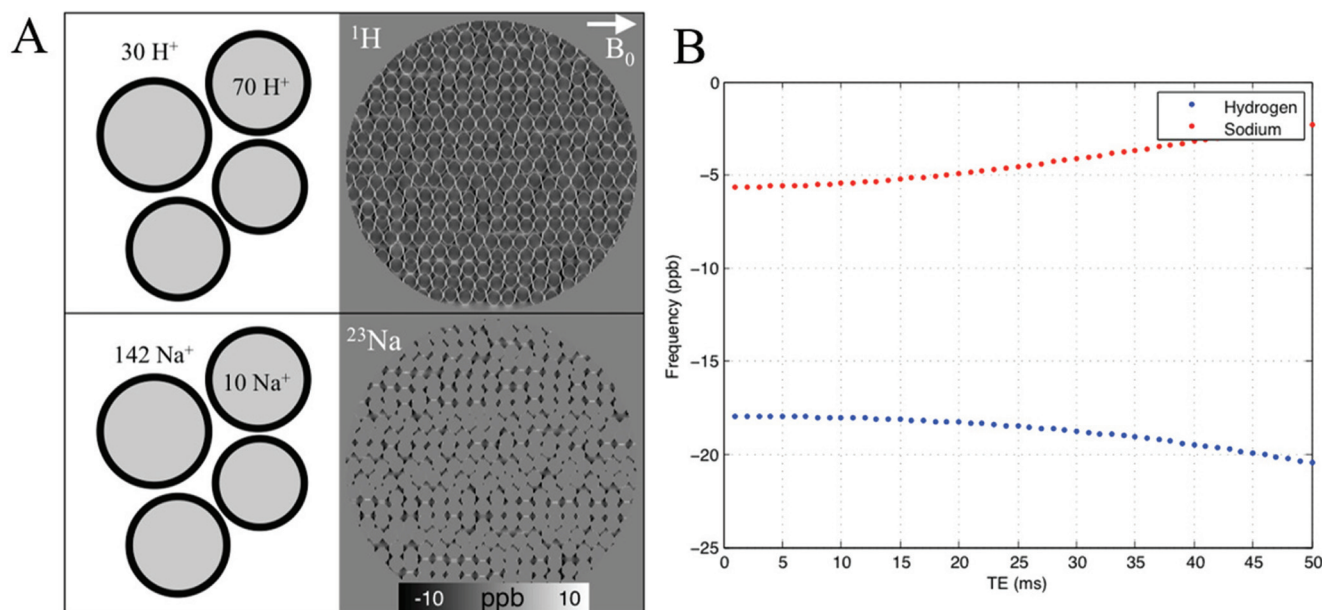 A
30 H⁺
70 H⁺
¹H
B₀
142 Na⁺
10 Na⁺
²³Na
-10 ppb 10
B
Hydrogen
Sodium
0
−5
−10
−15
−20
−25
Frequency (ppb)
0 5 10 15 20 25 30 35 40 45 50
TE (ms)